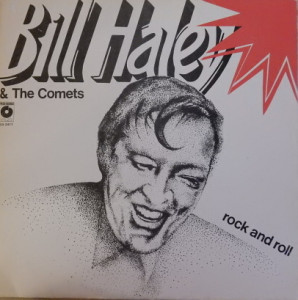 Bill Haley
& The Comets
rock and roll